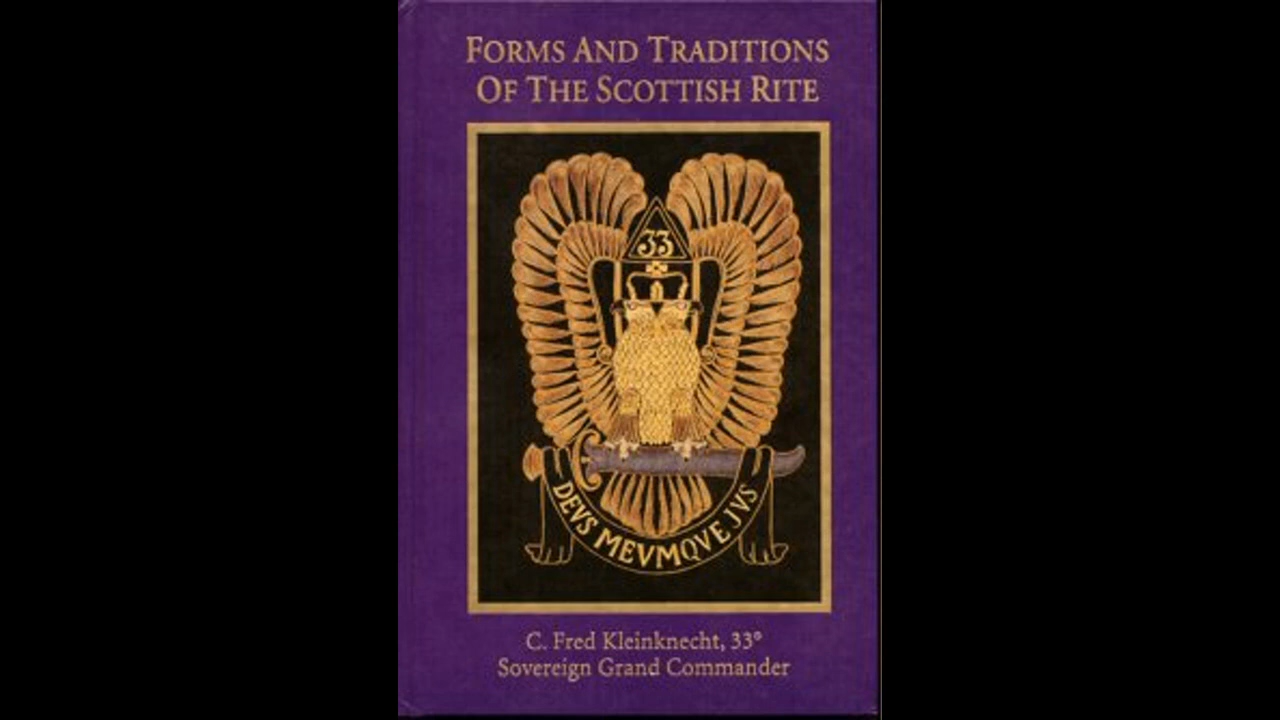 FORMS AND TRADITIONS
OF THE SCOTTISH RITE
33
DEVS MEVMQVE JVS
C. Fred Kleinknecht, 33°
Sovereign Grand Commander